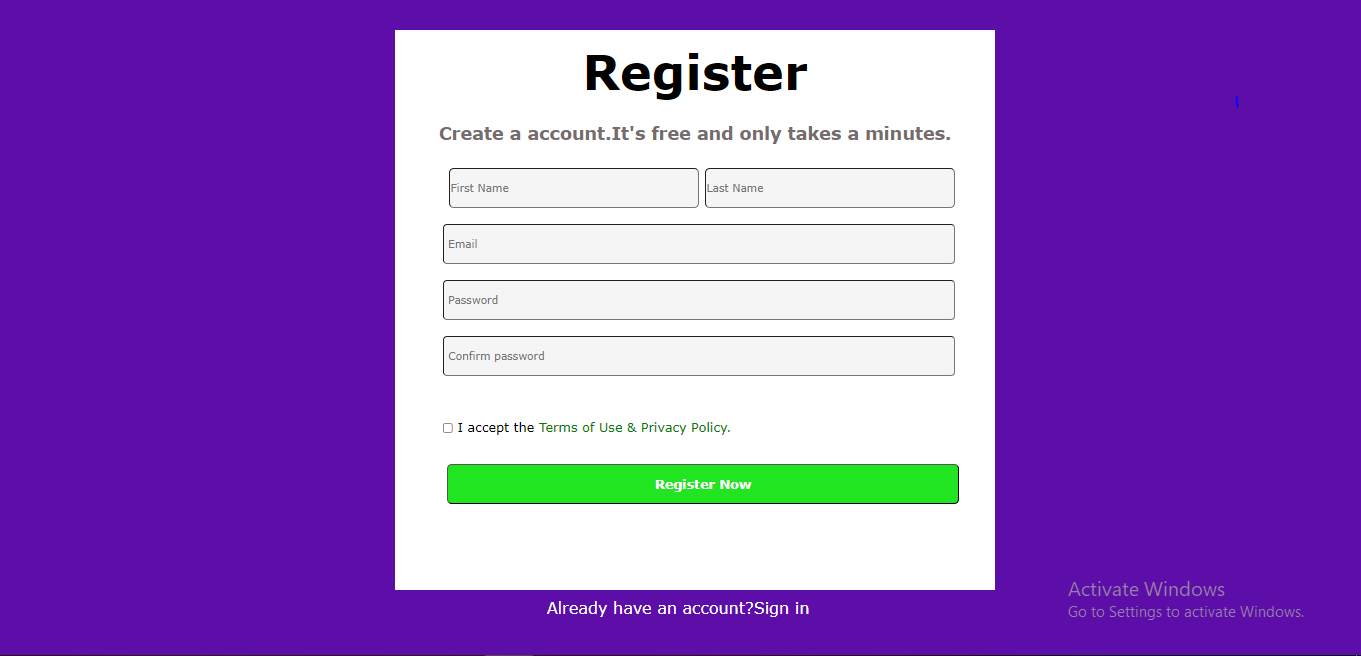 Register
Create a account.It's free and only takes a minutes.
First Name Last Name
Email
Password
Confirm password
I accept the Terms of Use & Privacy Policy.
Register Now
Already have an account?Sign in
Activate Windows
Go to Settings to activate Windows.